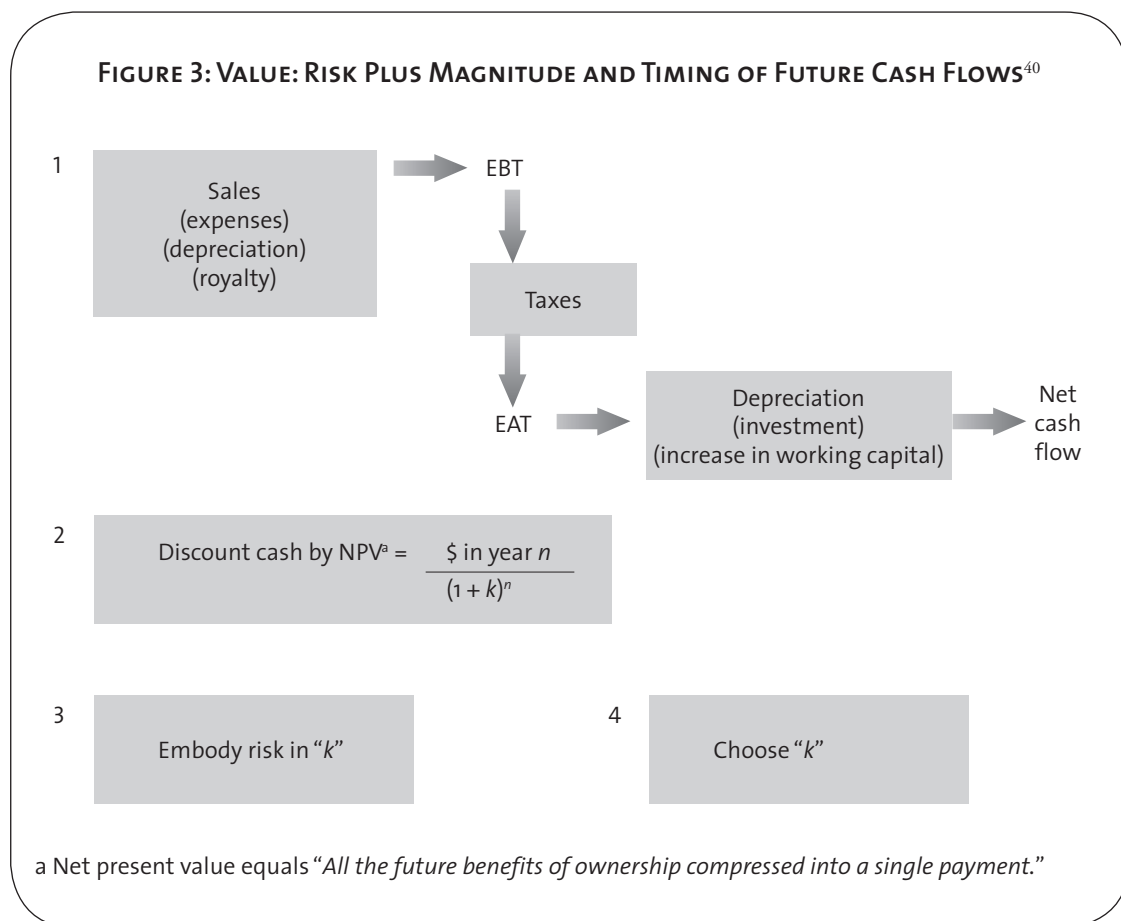 FIGURE 3: VALUE: RISK PLUS MAGNITUDE AND TIMING OF FUTURE CASH FLOWS40
1
Sales
(expenses)
(depreciation)
(royalty)
EBT
Taxes
EAT
Depreciation
(investment)
(increase in working capital)
Net
cash
flow
2
Discount cash by NPVa = $ in year n
(1 + k)n
3
Embody risk in “k”
4
Choose “k”
a Net present value equals “All the future benefits of ownership compressed into a single payment.”